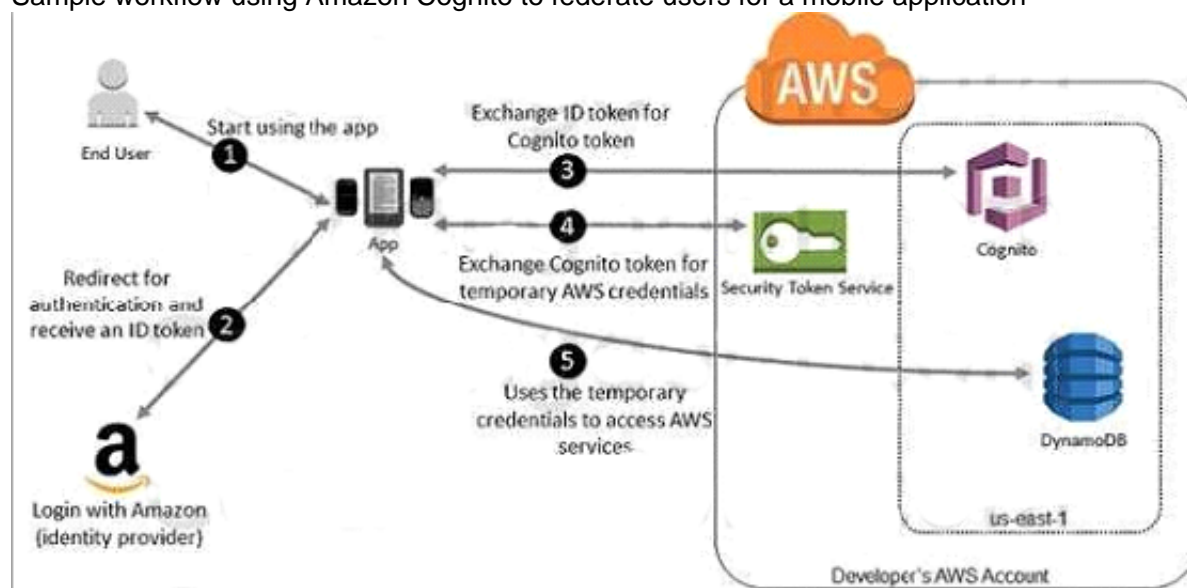 Sample workflow using Amazon Cognito to federate users for a mobile application
AWS
End User
Start using the app
1
Exchange ID token for
Cognito token
3
App
4
Exchange Cognito token for
temporary AWS credentials
Security Token Service
Cognito
Redirect for
authentication and
receive an ID token
2
5
Uses the temporary
credentials to access AWS
services
DynamoDB
a
Login with Amazon
(identity provider)
us-east-1
Developer's AWS Account